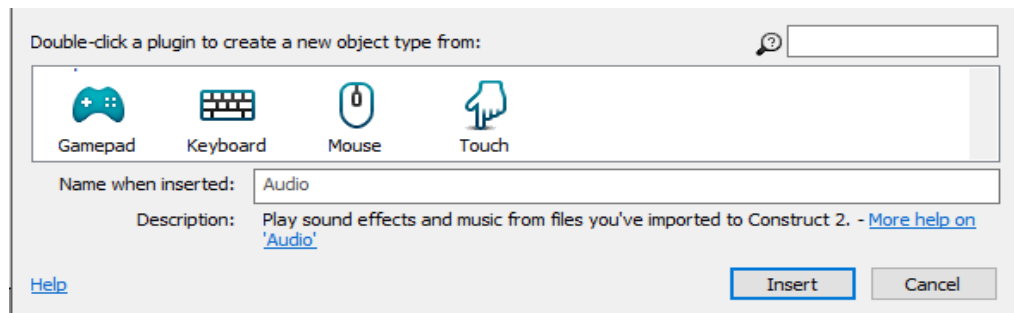 Double-click a plugin to create a new object type from:
Gamepad Keyboard Mouse Touch
Name when inserted: Audio
Description: Play sound effects and music from files you've imported to Construct 2. - More help on
'Audio'
Help Insert Cancel